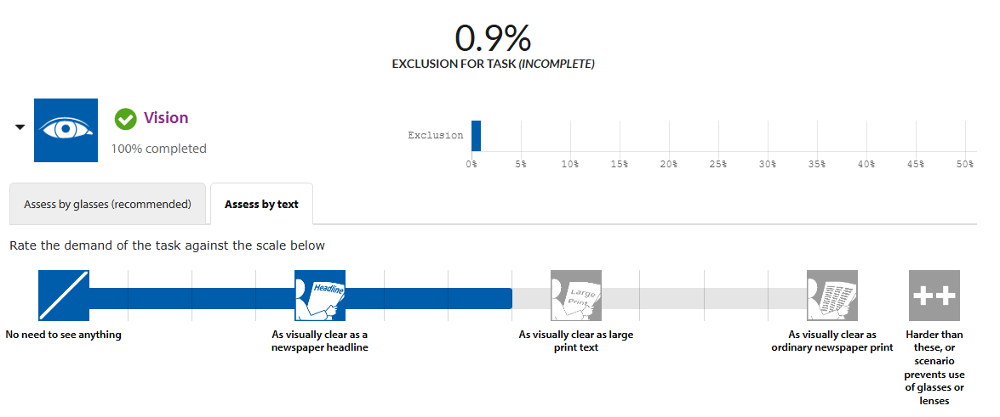 0.9%
EXCLUSION FOR TASK (INCOMPLETE)
Vision
100% completed
Exclusion
0% 5% 10% 15% 20% 25% 30% 35% 40% 45% 50%
Assess by glasses (recommended)
Assess by text
Rate the demand of the task against the scale below
Headline
Large
Print
++
No need to see anything
As visually clear as a
newspaper headline
As visually clear as large
print text
As visually clear as
ordinary newspaper print
Harder than
these, or
scenario
prevents use
of glasses or
lenses